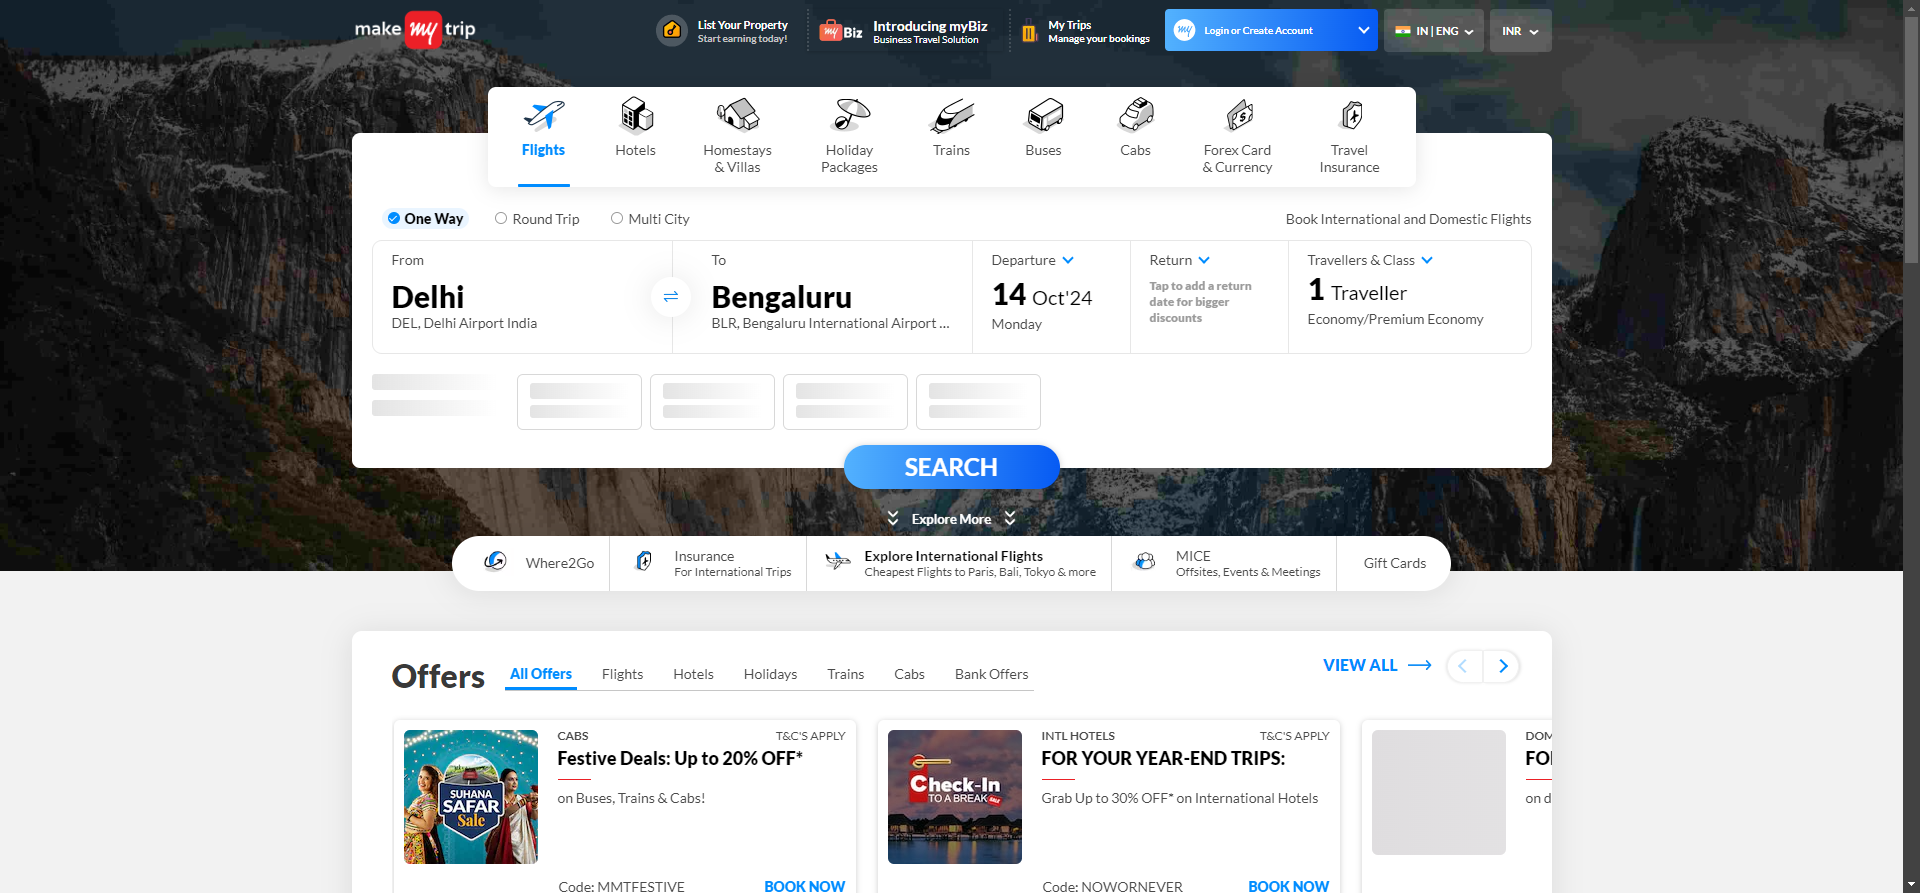 make my trip
List Your Property
Start earning today!
my Biz
Introducing myBiz
Business Travel Solution
My Trips
Manage your bookings
my
Login or Create Account
IN | ENG
INR
Flights
Hotels
Homestays
& Villas
Holiday
Packages
Trains
Buses
Cabs
Forex Card
& Currency
Travel
Insurance
One Way
Round Trip
Multi City
Book International and Domestic Flights
From
Delhi
DEL, Delhi Airport India
To
Bengaluru
BLR, Bengaluru International Airport ...
Departure
14 Oct'24
Monday
Return
Tap to add a return
date for bigger
discounts
Travellers & Class
1 Traveller
Economy/Premium Economy
SEARCH
Explore More
Where2Go
Insurance
For International Trips
Explore International Flights
Cheapest Flights to Paris, Bali, Tokyo & more
MICE
Offsites, Events & Meetings
Gift Cards
Offers
All Offers
Flights
Hotels
Holidays
Trains
Cabs
Bank Offers
VIEW ALL
SUHANA
SAFAR
Sale
CABS
T&C'S APPLY
Festive Deals: Up to 20% OFF*
on Buses, Trains & Cabs!
Code: MMTFESTIVE
BOOK NOW
Check-In
TO A BREAK SALE
INTL HOTELS
T&C'S APPLY
FOR YOUR YEAR-END TRIPS:
Grab Up to 30% OFF* on International Hotels
Code: NOWORNEVER
BOOK NOW
DOM
FO
on d